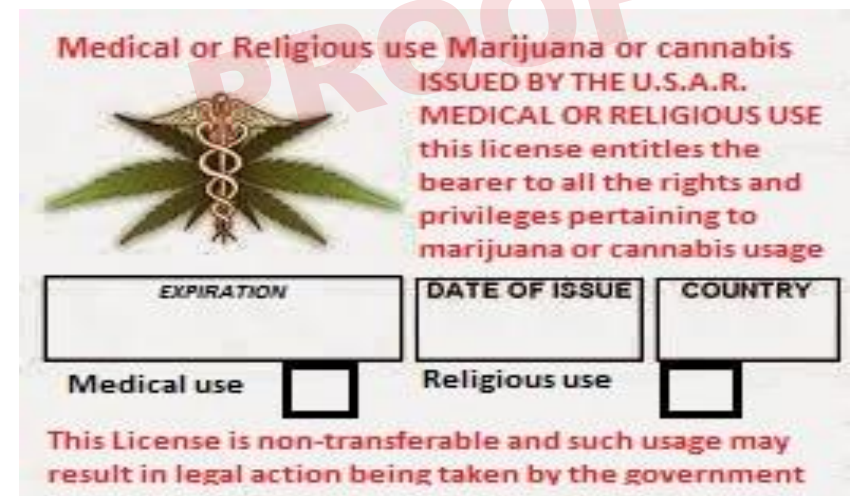 PROOF
Medical or Religious use Marijuana or cannabis
ISSUED BY THE U.S.A.R.
MEDICAL OR RELIGIOUS USE
this license entitles the
bearer to all the rights and
privileges pertaining to
marijuana or cannabis usage
EXPIRATION
DATE OF ISSUE
COUNTRY
Medical use
Religious use
This License is non-transferable and such usage may
result in legal action being taken by the government